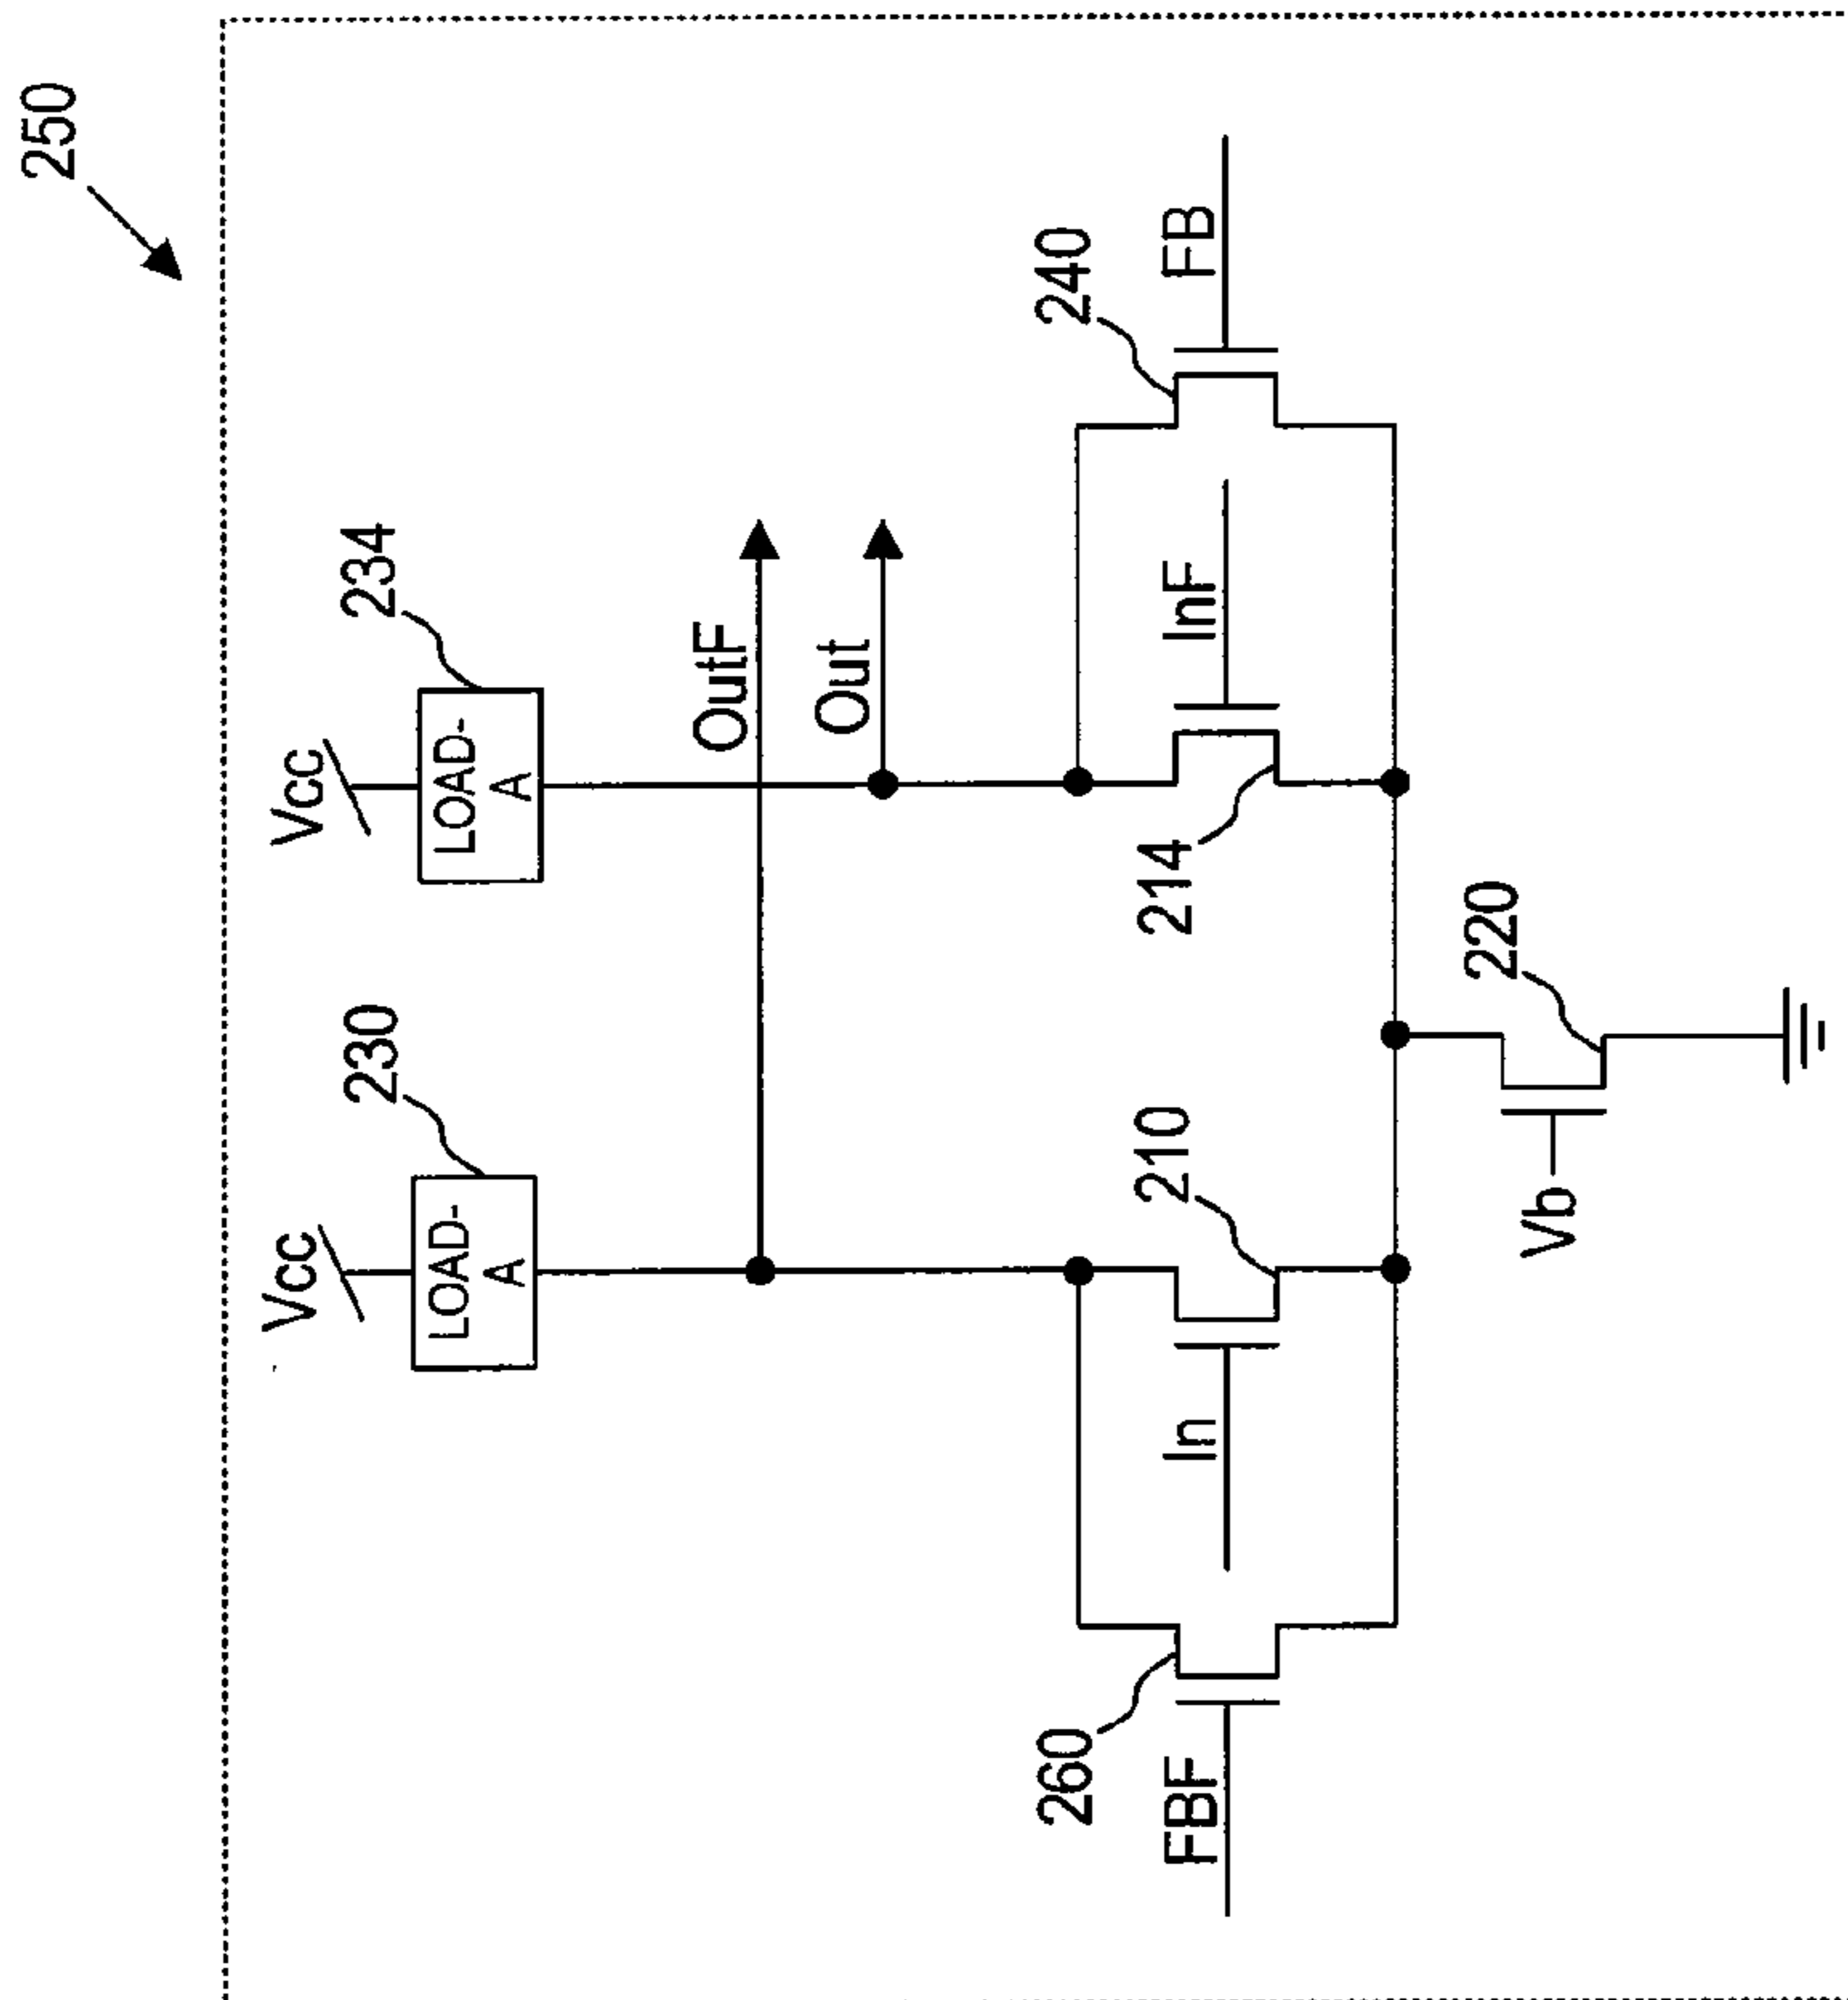 250
Vcc
Vcc
230
234
LOAD-
A
LOAD-
A
OutF
Out
260
240
FBF
In
210
214
InF
FB
Vb
220